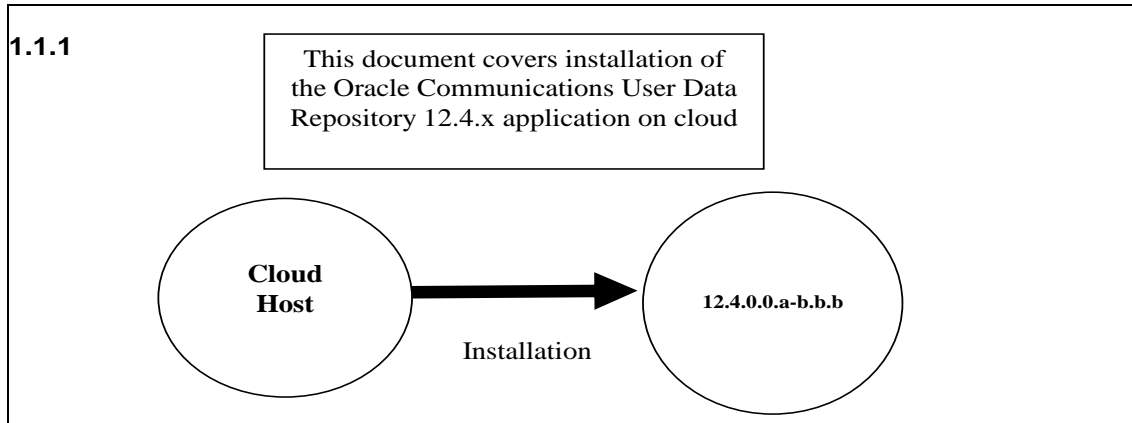 1.1.1
This document covers installation of
the Oracle Communications User Data
Repository 12.4.x application on cloud
Cloud
Host
12.4.0.0.a-b.b.b
Installation